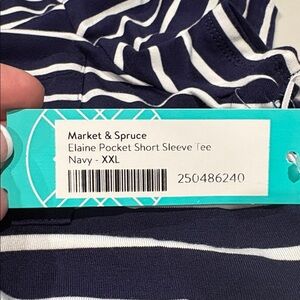 Market & Spruce
Elaine Pocket Short Sleeve Tee
Navy - XXL
250486240